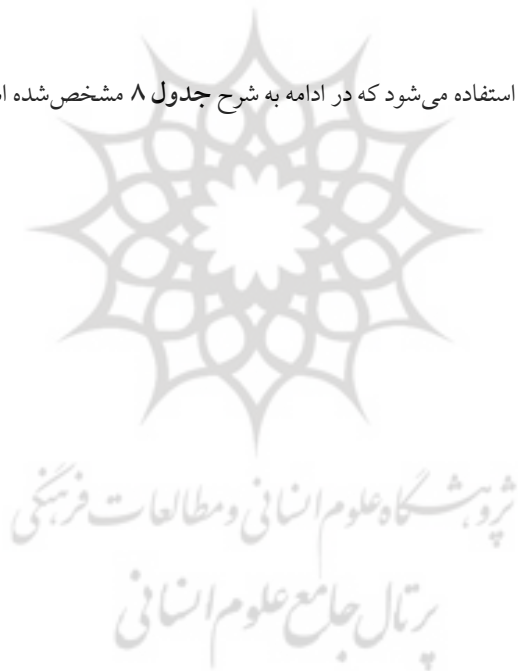 استفاده می‌شود که در ادامه به شرح جدول ۸ مشخص‌شده
پژوهشگاه علوم انسانی و مطالعات فرهنگی
پرتال جامع علوم انسانی